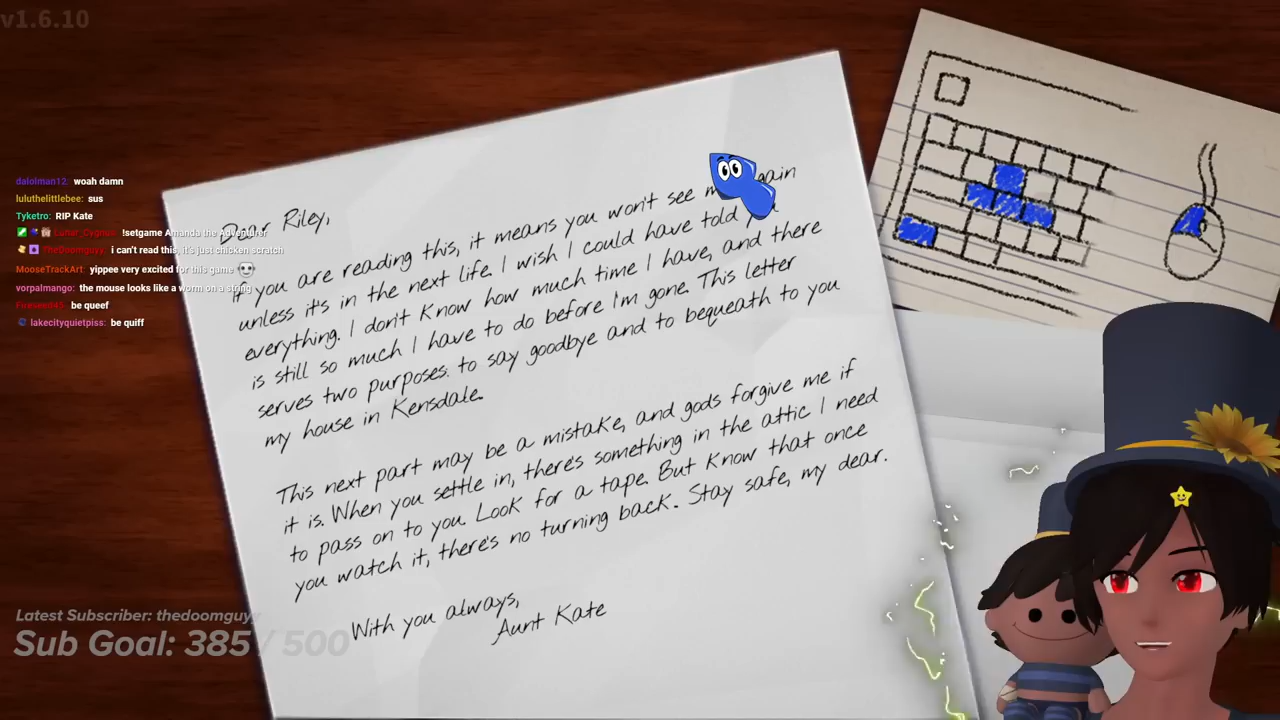 v1.6.10
Dear Riley,
If you are reading this, it means you won't see me again
unless it's in the next life. I wish I could have told you
everything. I don't know how much time I have, and there
is still so much I have to do before I'm gone. This letter
serves two purposes: to say goodbye and to bequeath to you
my house in Kensdale.
This next part may be a mistake, and gods forgive me if
it is. When you settle in, there's something in the attic I need
to pass on to you. Look for a tape. But know that once
you watch it, there's no turning back. Stay safe, my dear.
With you always,
Aunt Kate
dalolman12: woah damn
luluthelittlebee: sus
Tyketro: RIP Kate
Lunar_Cygnus: !setgame Amanda the Adventurer
TheDoomguyy: i can't read this it's just chicken scratch
MooseTrackArt: yippee very excited for this game
vorpalmango: the mouse looks like a worm on a string
Fireseed45: be queef
lakecityquietpiss: be quiff
Latest Subscriber: thedoomguyy
Sub Goal: 385 / 500